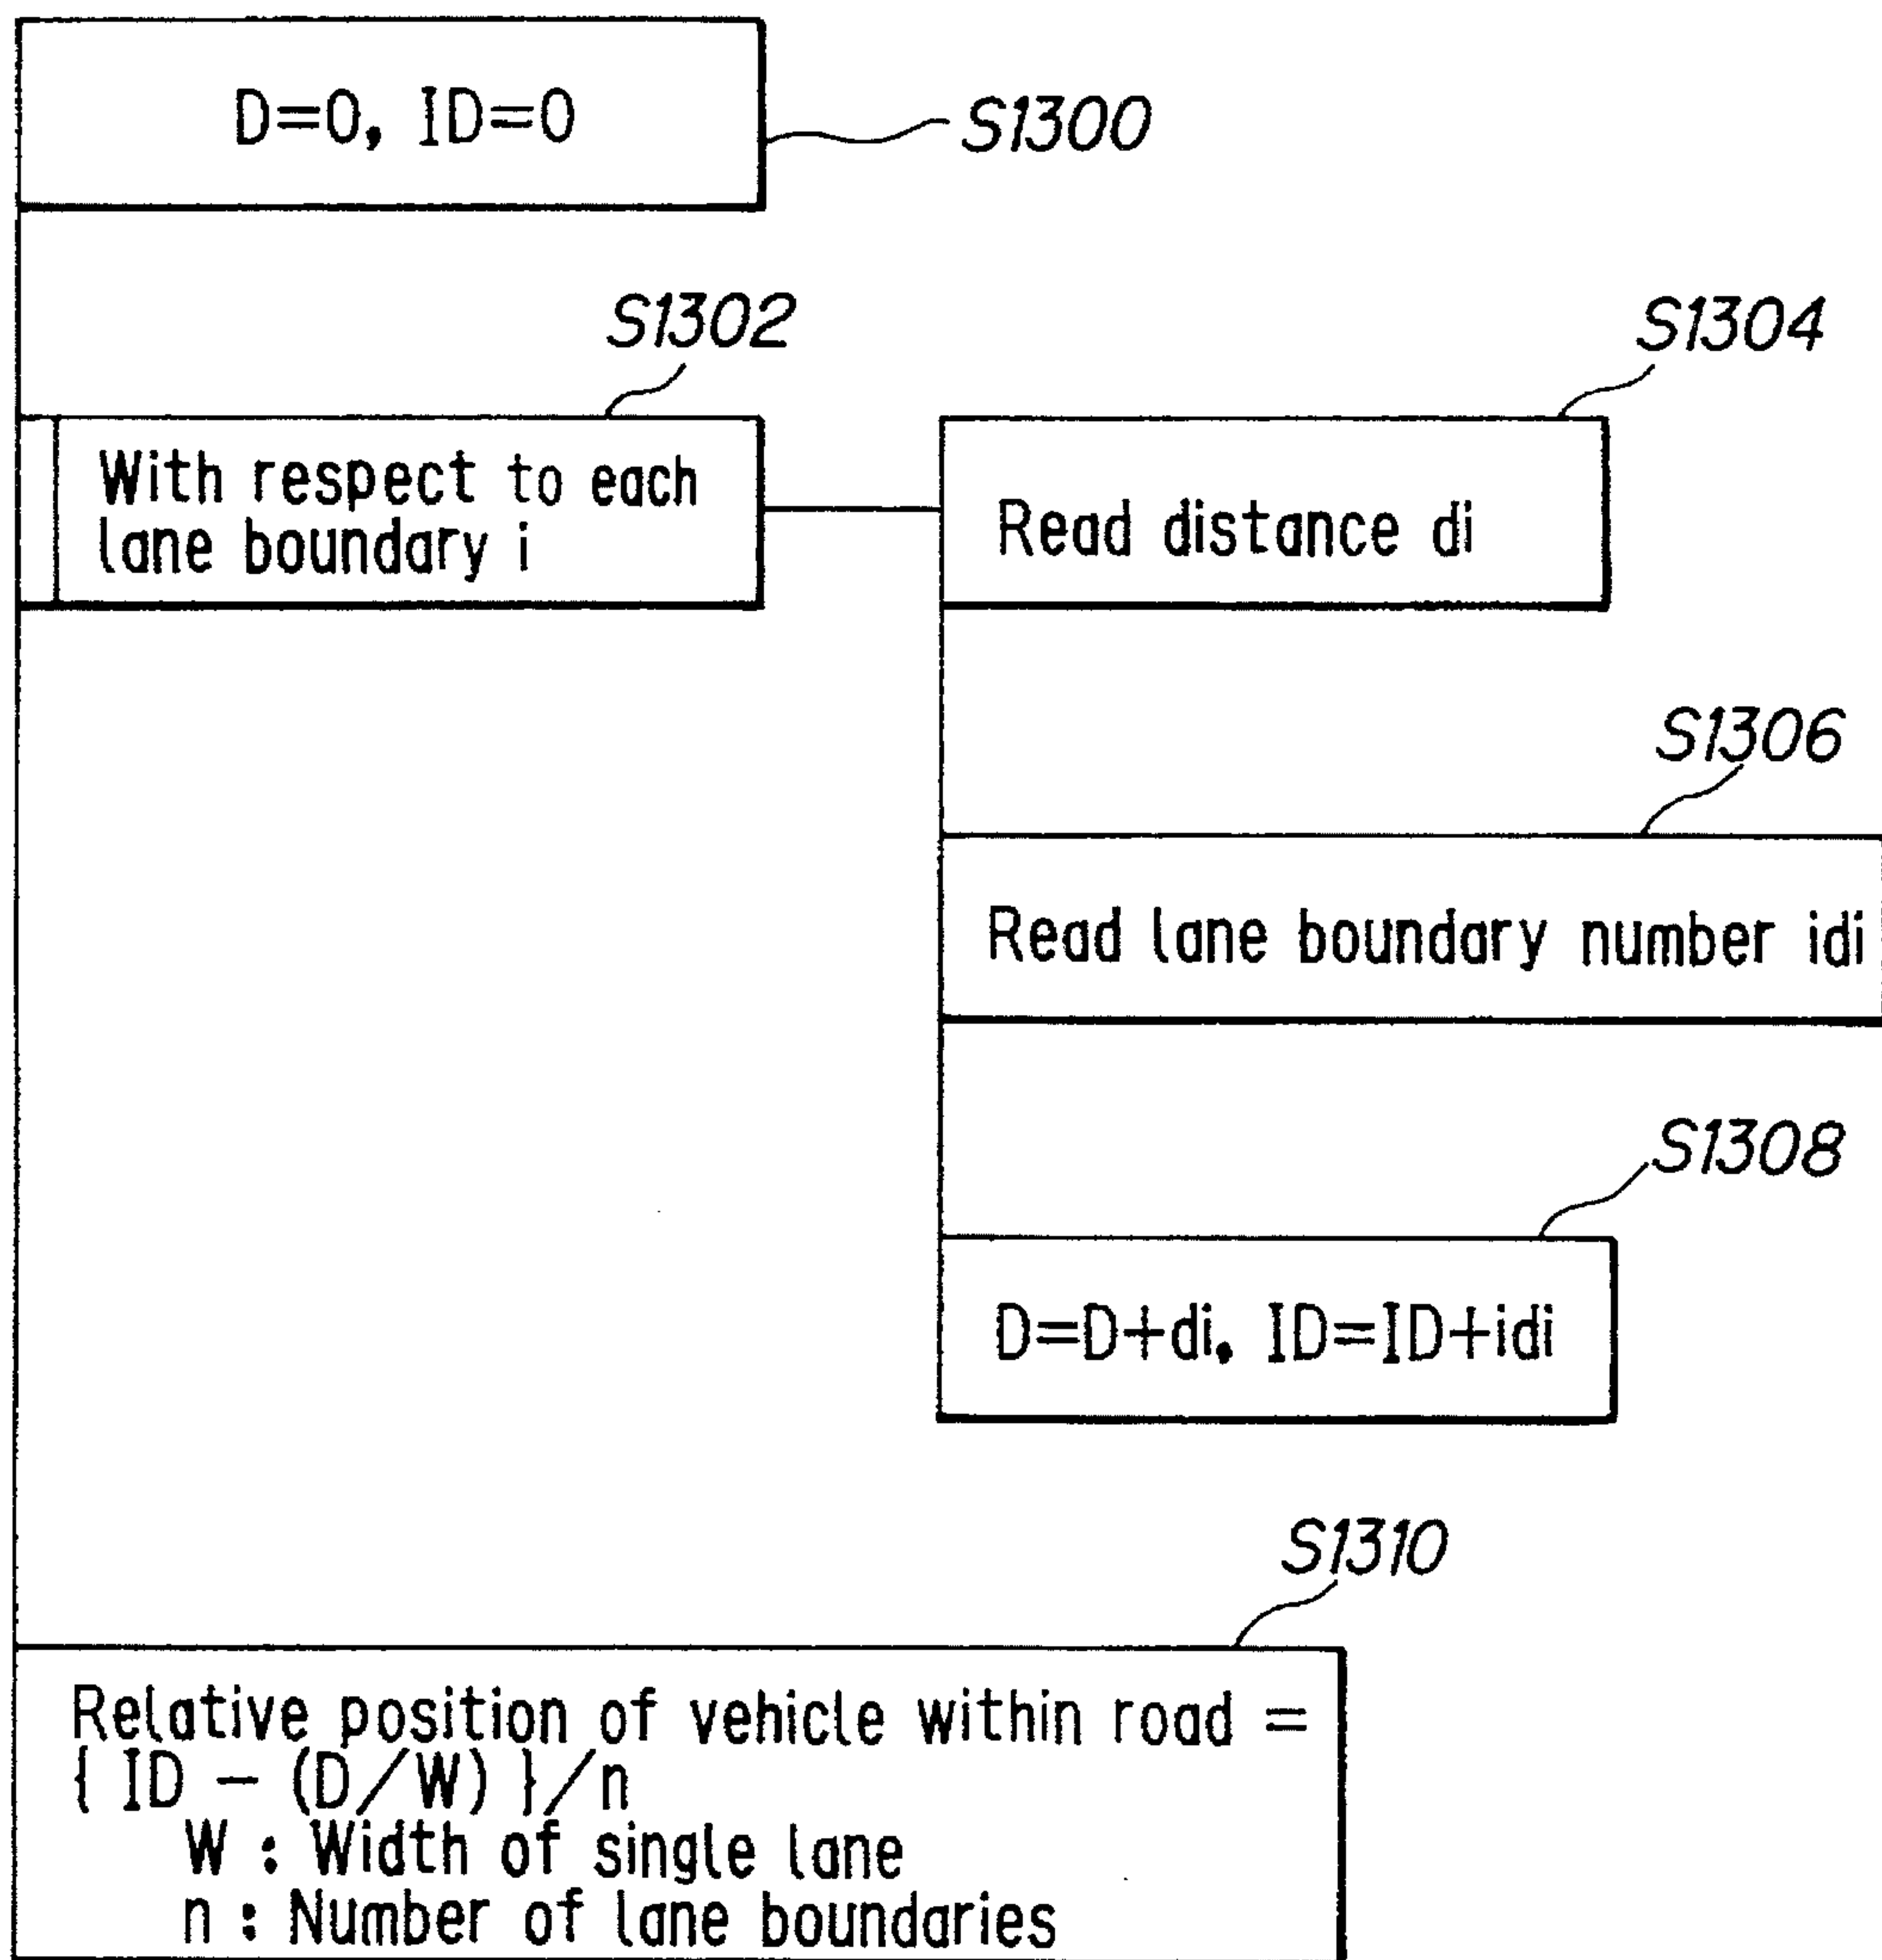 D=0, ID=0
S1300
S1302
With respect to each
lane boundary i
S1304
Read distance di
S1306
Read lane boundary number idi
S1308
D=D+di, ID=ID+idi
S1310
Relative position of vehicle within road =
{ ID - (D/W) }/n
W : Width of single lane
n : Number of lane boundaries